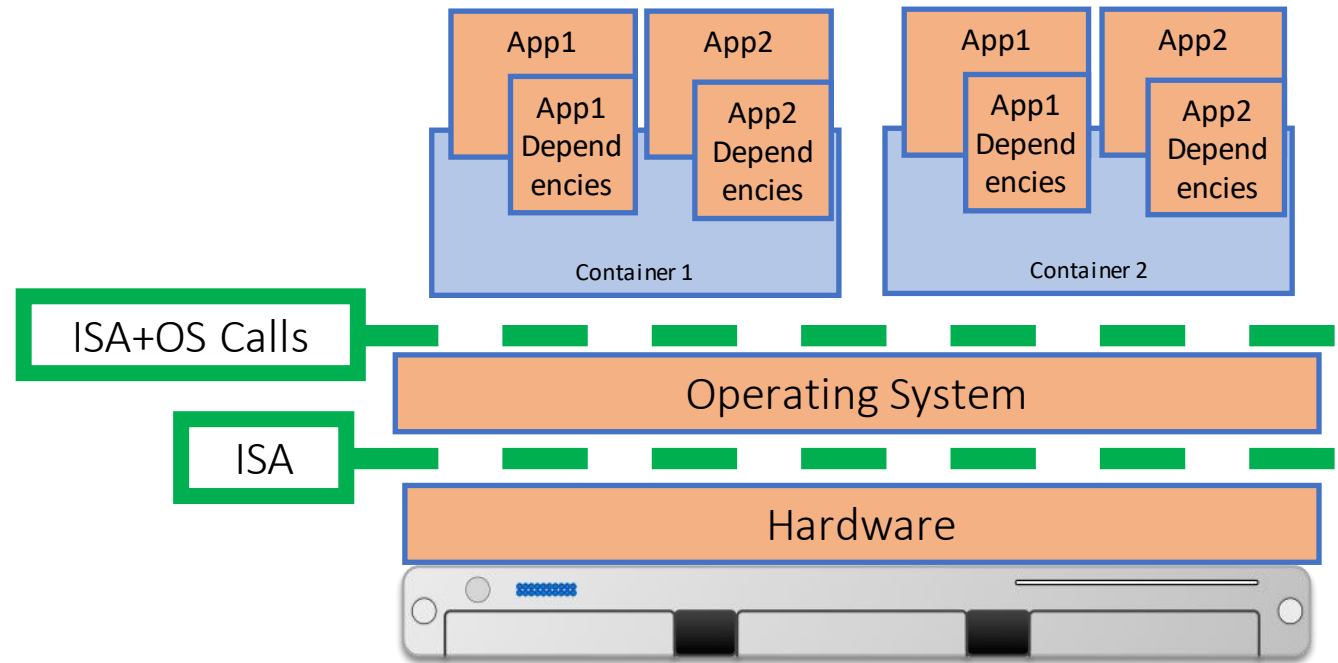 App1
App1
Depend
encies
App2
App2
Depend
encies
Container 1
App1
App1
Depend
encies
App2
App2
Depend
encies
Container 2
ISA+OS Calls
Operating System
ISA
Hardware